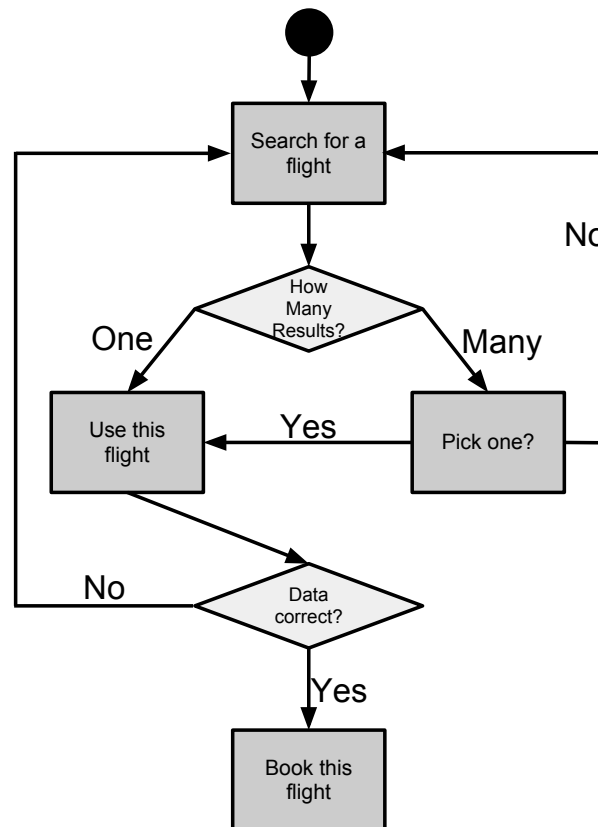 Search for a
flight
No
How
Many
Results?
One
Many
Use this
flight
Yes
Pick one?
No
Data
correct?
Yes
Book this
flight